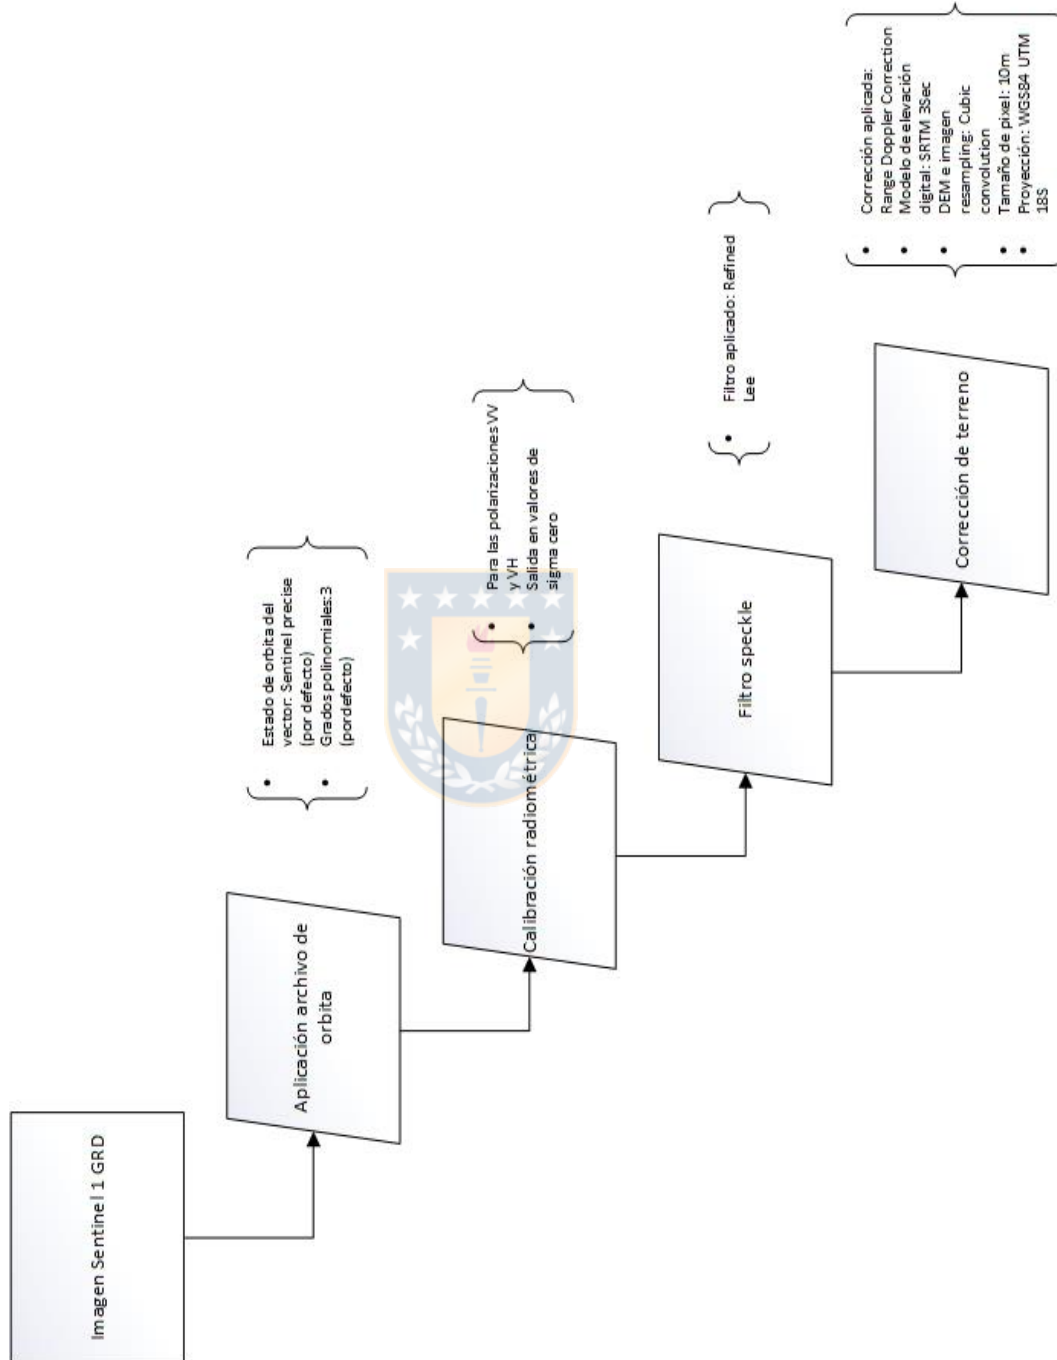 Imagen Sentinel 1 GRD
Aplicación archivo de
orbita
• Estado de orbita del
vector: Sentinel precise
(por defecto)
• Grados polinomiales:3
(pordefecto)
Calibración radiométrica
• Para las polarizaciones VV
y VH
• Salida en valores de
sigma cero
Filtro speckle
• Filtro aplicado: Refined
Lee
Corrección de terreno
• Corrección aplicada:
Range Doppler Correction
• Modelo de elevación
digital: SRTM 3Sec
• DEM e imagen
resampling: Cubic
convolution
• Tamaño de pixel: 10m
• Proyección: WGS84 UTM
18S